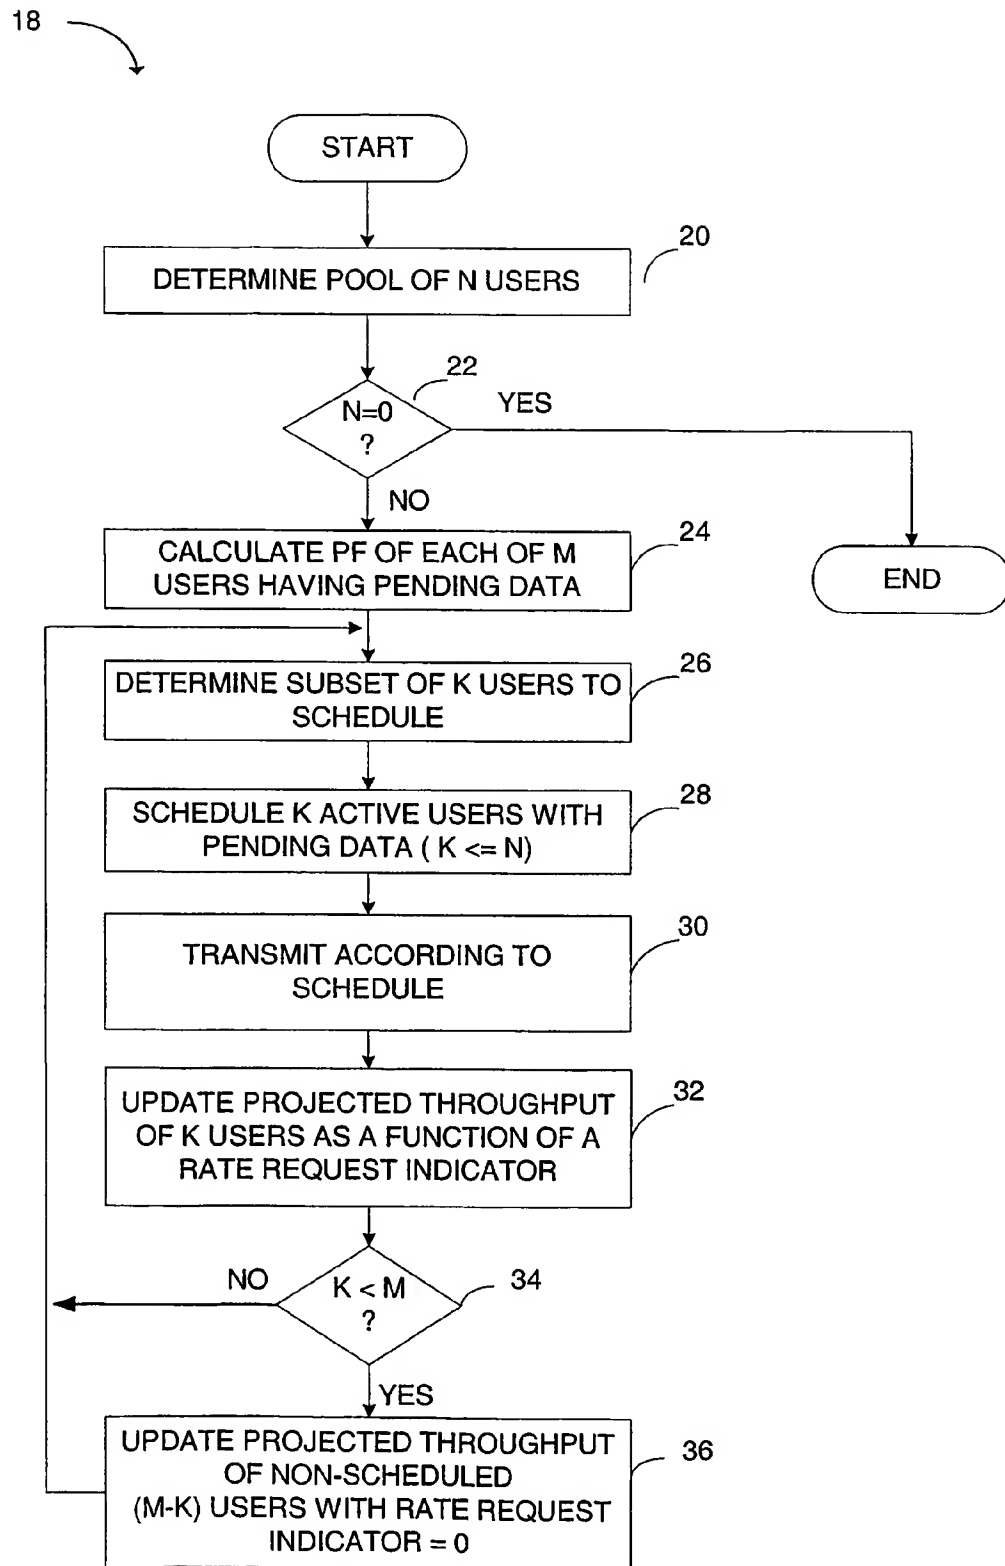 18
START
20
DETERMINE POOL OF N USERS
22
N=0
?
YES
NO
24
CALCULATE PF OF EACH OF M
USERS HAVING PENDING DATA
END
26
DETERMINE SUBSET OF K USERS TO
SCHEDULE
28
SCHEDULE K ACTIVE USERS WITH
PENDING DATA ( K <= N)
30
TRANSMIT ACCORDING TO
SCHEDULE
32
UPDATE PROJECTED THROUGHPUT
OF K USERS AS A FUNCTION OF A
RATE REQUEST INDICATOR
NO
K < M
?
34
YES
36
UPDATE PROJECTED THROUGHPUT
OF NON-SCHEDULED
(M-K) USERS WITH RATE REQUEST
INDICATOR = 0